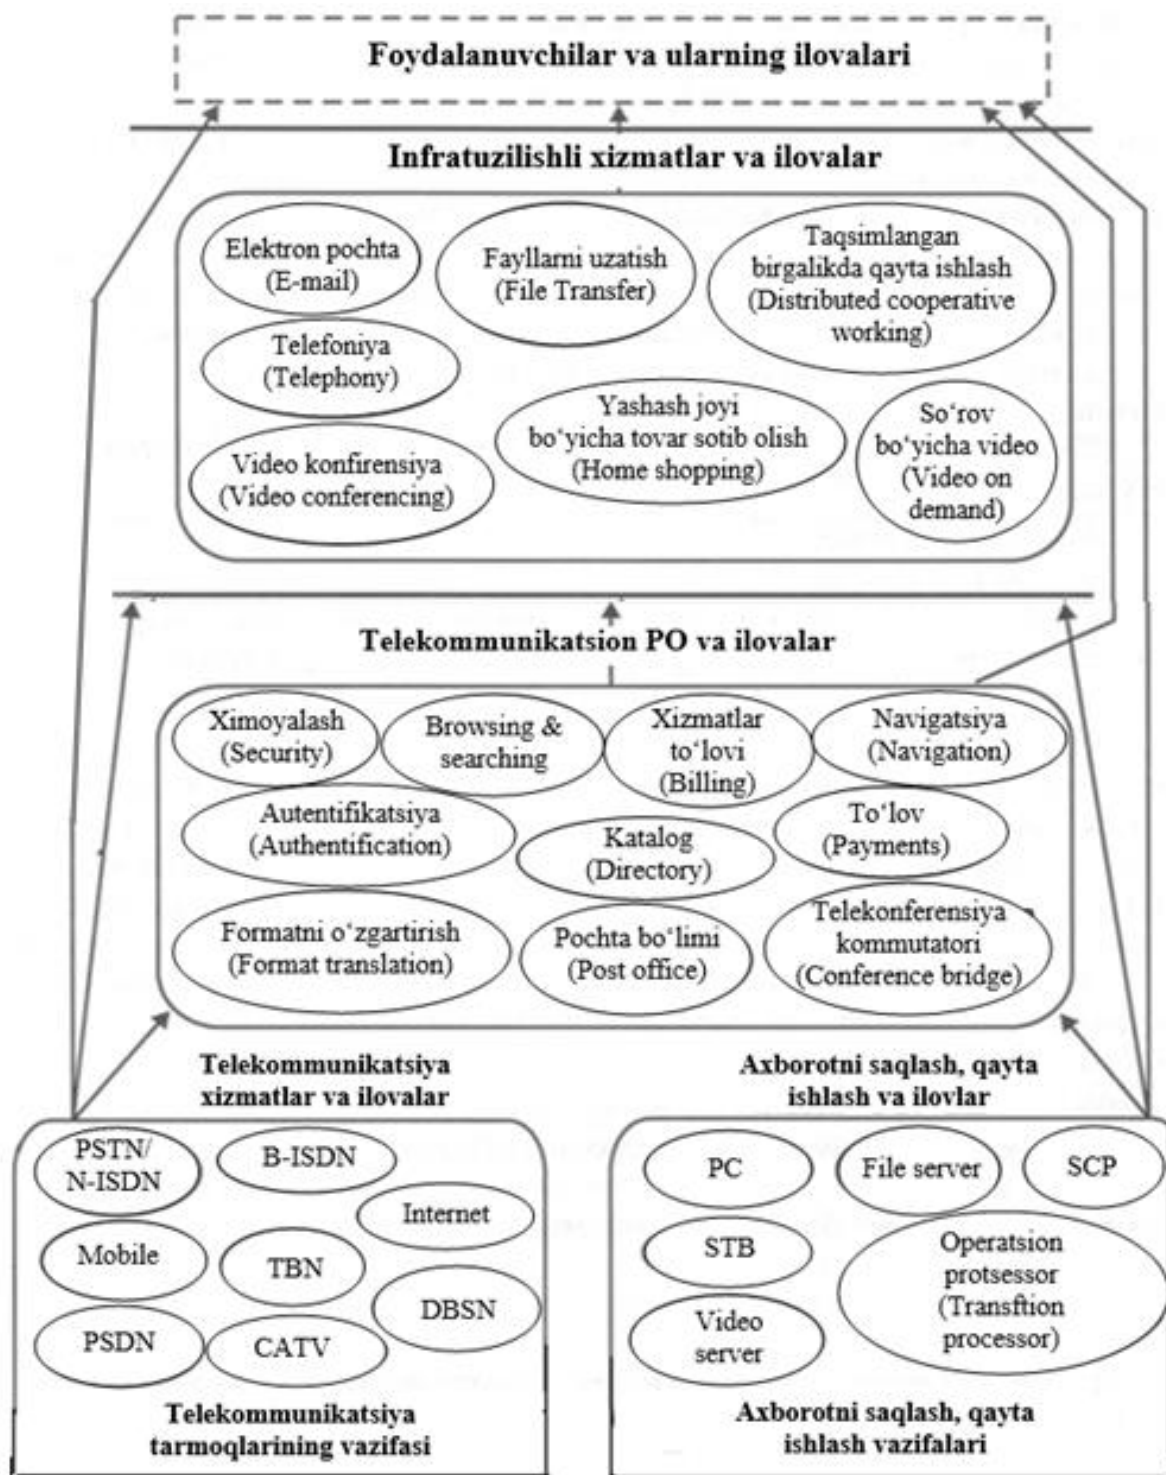 Foydalanuvchilar va ularning ilovalari
Infratuzilishli xizmatlar va ilovalar
Elektron pochta
(E-mail)
Fayllarni uzatish
(File Transfer)
Taqsimlangan
birgalikda qayta ishlash
(Distributed cooperative
working)
Telefoniya
(Telephony)
Yashash joyi
bo‘yicha tovar sotib olish
(Home shopping)
So‘rov
bo‘yicha video
(Video on
demand)
Video konfirensiya
(Video conferencing)
Telekommunikatsion PO va ilovalar
Ximoyalash
(Security)
Browsing &
searching
Xizmatlar
to‘lovi
(Billing)
Navigatsiya
(Navigation)
Autentifikatsiya
(Authentification)
Katalog
(Directory)
To‘lov
(Payments)
Formatni o‘zgartirish
(Format translation)
Pochta bo‘limi
(Post office)
Telekonferensiya
kommutatori
(Conference bridge)
Telekommunikatsiya
xizmatlar va ilovalar
Axborotni saqlash, qayta
ishlash va ilovlar
PSTN/
N-ISDN
B-ISDN
Internet
Mobile
TBN
DBSN
PSDN
CATV
Telekommunikatsiya
tarmoqlarining vazifasi
PC
File server
SCP
STB
Operatsion
protsessor
(Transftion
processor)
Video
server
Axborotni saqlash, qayta
ishlash vazifalari